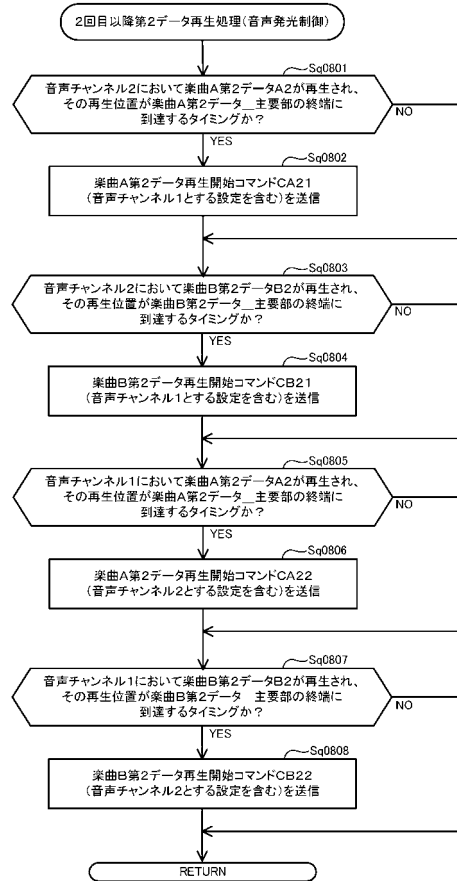 2回目以降第2データ再生処理(音声発光制御)
Sq0801
音声チャンネル2において楽曲A第2データA2が再生され、
その再生位置が楽曲A第2データ__主要部の終端に
到達するタイミングか?
NO
YES
Sq0802
楽曲A第2データ再生開始コマンドCA21
(音声チャンネル1とする設定を含む)を送信
Sq0803
音声チャンネル2において楽曲B第2データB2が再生され、
その再生位置が楽曲B第2データ__主要部の終端に
到達するタイミングか?
NO
YES
Sq0804
楽曲B第2データ再生開始コマンドCB21
(音声チャンネル1とする設定を含む)を送信
Sq0805
音声チャンネル1において楽曲A第2データA2が再生され、
その再生位置が楽曲A第2データ__主要部の終端に
到達するタイミングか?
NO
YES
Sq0806
楽曲A第2データ再生開始コマンドCA22
(音声チャンネル2とする設定を含む)を送信
Sq0807
音声チャンネル1において楽曲B第2データB2が再生され、
その再生位置が楽曲B第2データ 主要部の終端に
到達するタイミングか?
NO
YES
Sq0808
楽曲B第2データ再生開始コマンドCB22
(音声チャンネル2とする設定を含む)を送信
RETURN